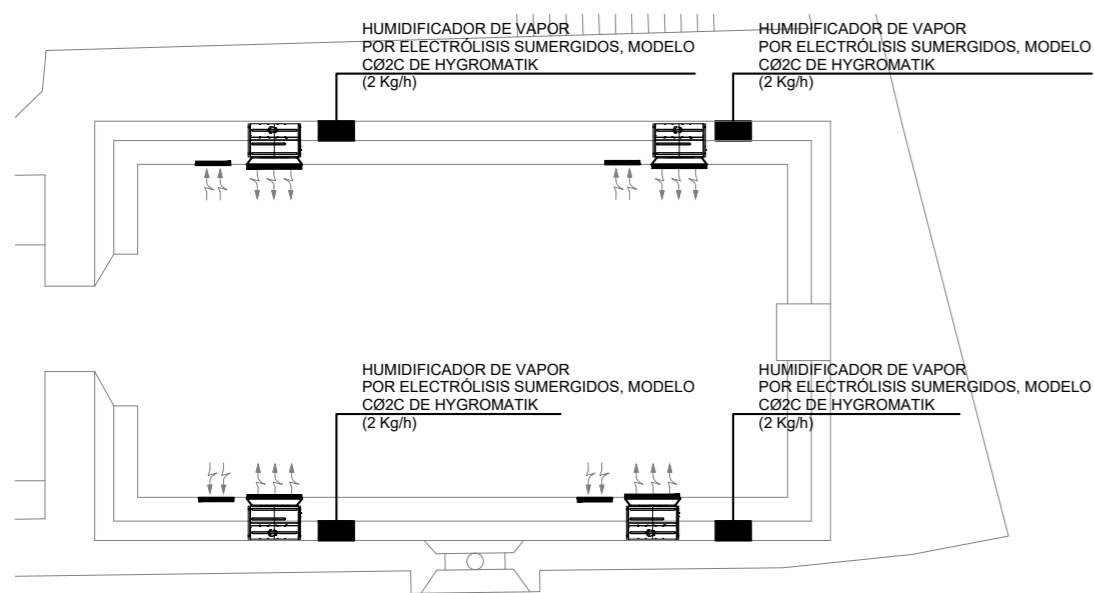 HUMIDIFICADOR DE VAPOR
POR ELECTRÓLISIS SUMERGIDOS, MODELO
CØ2C DE HYGROMATIK
(2 Kg/h)
HUMIDIFICADOR DE VAPOR
POR ELECTRÓLISIS SUMERGIDOS, MODELO
CØ2C DE HYGROMATIK
(2 Kg/h)
HUMIDIFICADOR DE VAPOR
POR ELECTRÓLISIS SUMERGIDOS, MODELO
CØ2C DE HYGROMATIK
(2 Kg/h)
HUMIDIFICADOR DE VAPOR
POR ELECTRÓLISIS SUMERGIDOS, MODELO
CØ2C DE HYGROMATIK
(2 Kg/h)